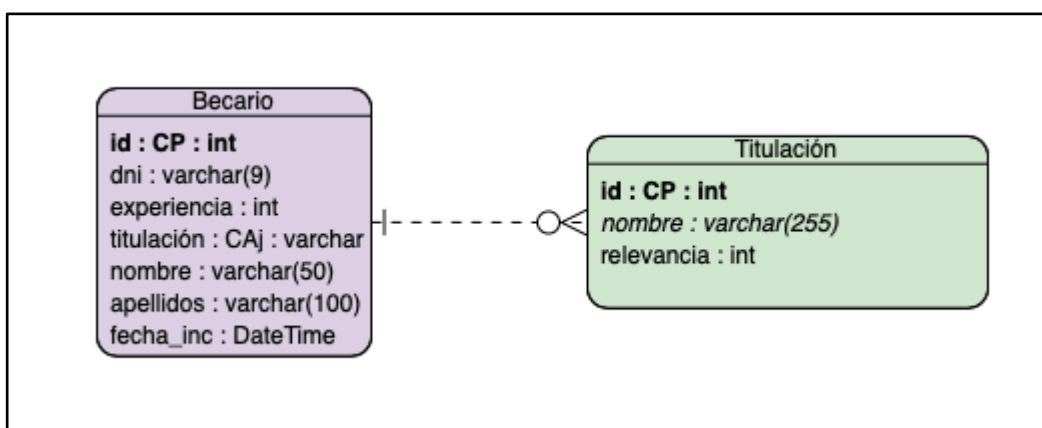 Becario
id : CP : int
dni : varchar(9)
experiencia : int
titulación : CAj : varchar
nombre : varchar(50)
apellidos : varchar(100)
fecha_inc : DateTime
Titulación
id : CP : int
nombre : varchar(255)
relevancia : int